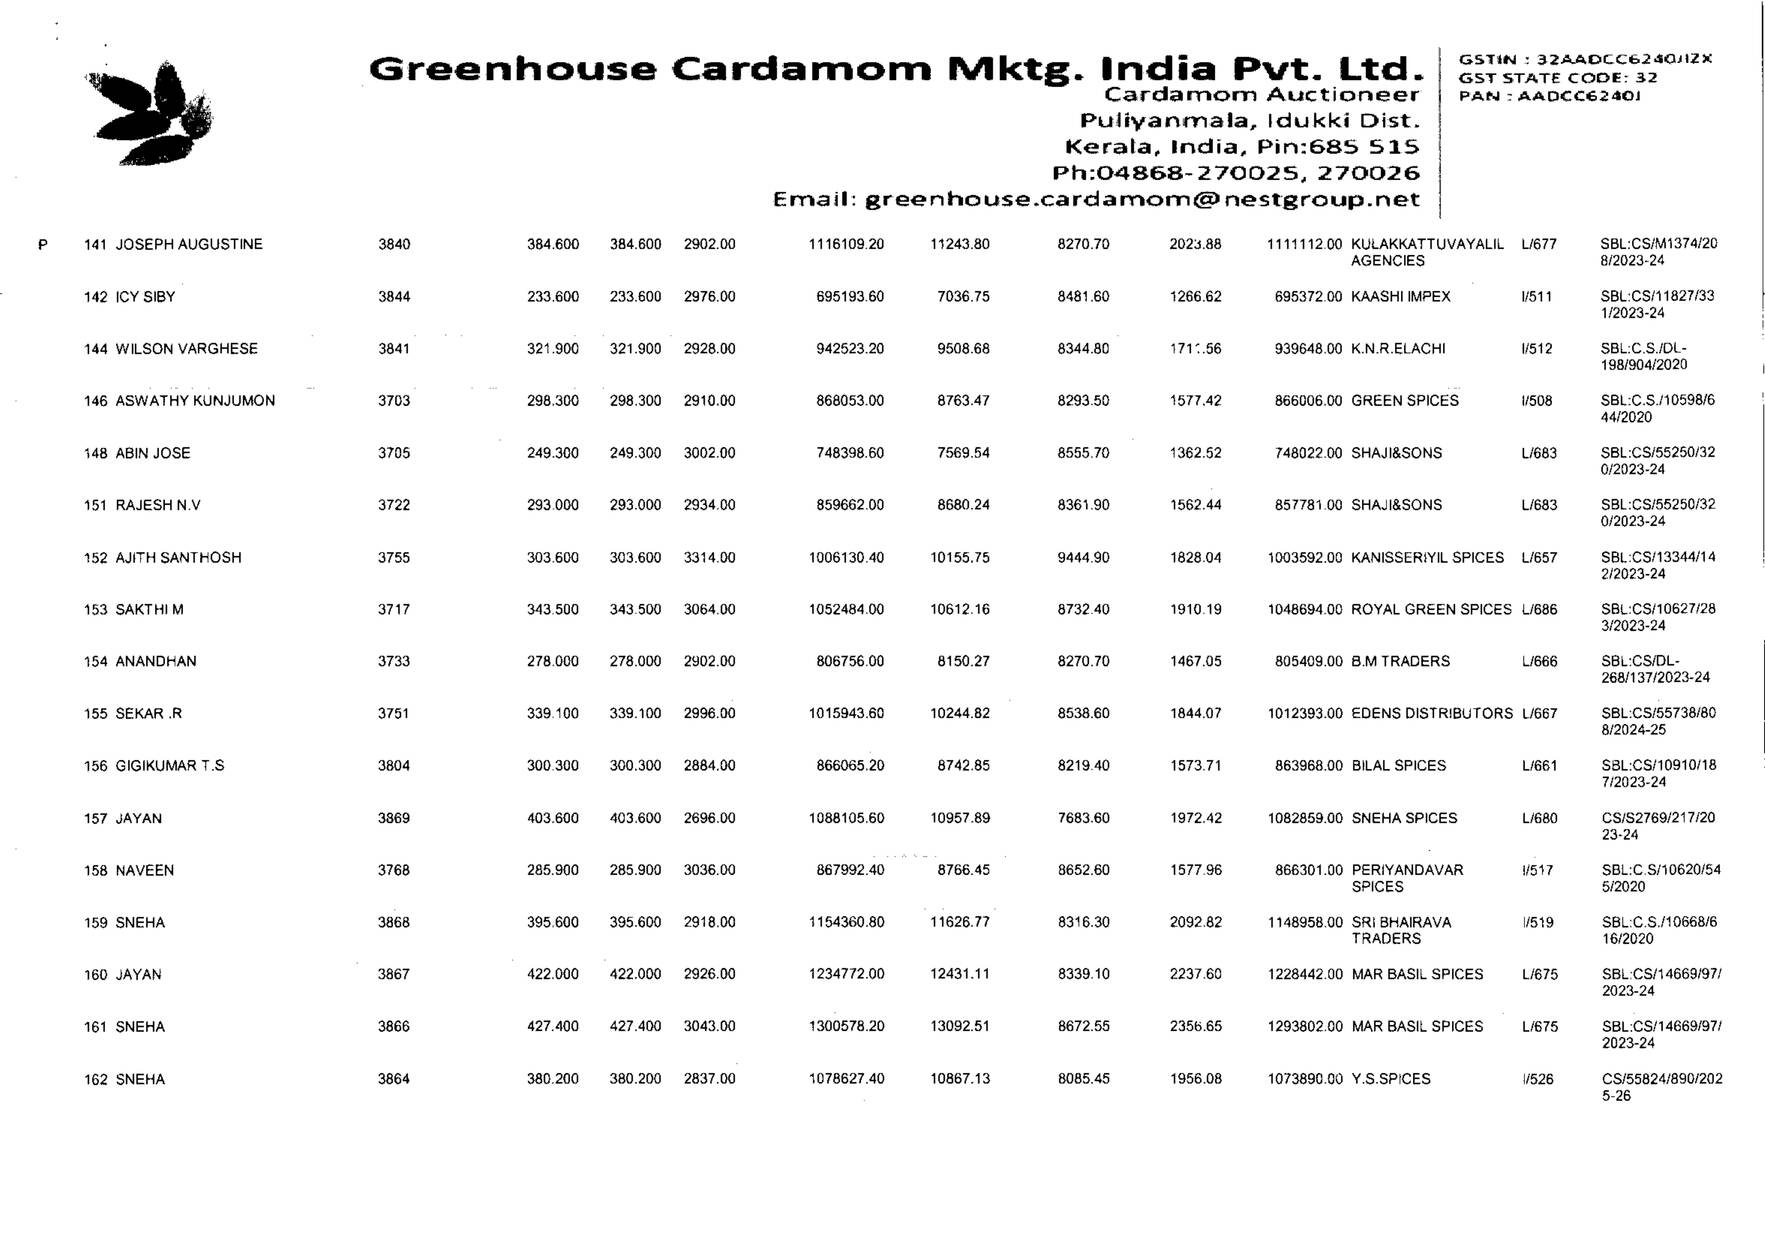 Greenhouse Cardamom Mktg. India Pvt. Ltd.
Cardamom Auctioneer
Puliyanmala, Idukki Dist.
Kerala, India, Pin:685 515
Ph:04868-270025, 270026
Email: greenhouse.cardamom@nestgroup.net
GSTIN : 32AADCC6240J1ZX
GST STATE CODE: 32
PAN : AADCC6240J
P 141 JOSEPH AUGUSTINE 3840 384.600 384.600 2902.00 1116109.20 11243.80 8270.70 2023.88 1111112.00 KULAKKATTUVAYALIL L/677 SBL:CS/M1374/20
AGENCIES 8/2023-24
142 ICY SIBY 3844 233.600 233.600 2976.00 695193.60 7036.75 8481.60 1266.62 695372.00 KAASHI IMPEX I/511 SBL:CS/11827/33
1/2023-24
144 WILSON VARGHESE 3841 321.900 321.900 2928.00 942523.20 9508.68 8344.80 1711.56 939648.00 K.N.R.ELACHI I/512 SBL:C.S./DL-
198/904/2020
146 ASWATHY KUNJUMON 3703 298.300 298.300 2910.00 868053.00 8763.47 8293.50 1577.42 866006.00 GREEN SPICES I/508 SBL:C.S./10598/6
44/2020
148 ABIN JOSE 3705 249.300 249.300 3002.00 748398.60 7569.54 8555.70 1362.52 748022.00 SHAJI&SONS L/683 SBL:CS/55250/32
0/2023-24
151 RAJESH N.V 3722 293.000 293.000 2934.00 859662.00 8680.24 8361.90 1562.44 857781.00 SHAJI&SONS L/683 SBL:CS/55250/32
0/2023-24
152 AJITH SANTHOSH 3755 303.600 303.600 3314.00 1006130.40 10155.75 9444.90 1828.04 1003592.00 KANISSERIYIL SPICES L/657 SBL:CS/13344/14
2/2023-24
153 SAKTHI M 3717 343.500 343.500 3064.00 1052484.00 10612.16 8732.40 1910.19 1048694.00 ROYAL GREEN SPICES L/686 SBL:CS/10627/28
3/2023-24
154 ANANDHAN 3733 278.000 278.000 2902.00 806756.00 8150.27 8270.70 1467.05 805409.00 B.M TRADERS L/666 SBL:CS/DL-
268/137/2023-24
155 SEKAR .R 3751 339.100 339.100 2996.00 1015943.60 10244.82 8538.60 1844.07 1012393.00 EDENS DISTRIBUTORS L/667 SBL:CS/55738/80
8/2024-25
156 GIGIKUMAR T.S 3804 300.300 300.300 2884.00 866065.20 8742.85 8219.40 1573.71 863968.00 BILAL SPICES L/661 SBL:CS/10910/18
7/2023-24
157 JAYAN 3869 403.600 403.600 2696.00 1088105.60 10957.89 7683.60 1972.42 1082859.00 SNEHA SPICES L/680 CS/S2769/217/20
23-24
158 NAVEEN 3768 285.900 285.900 3036.00 867992.40 8766.45 8652.60 1577.96 866301.00 PERIYANDAVAR I/517 SBL:C.S/10620/54
SPICES 5/2020
159 SNEHA 3868 395.600 395.600 2918.00 1154360.80 11626.77 8316.30 2092.82 1148958.00 SRI BHAIRAVA I/519 SBL:C.S./10668/6
TRADERS 16/2020
160 JAYAN 3867 422.000 422.000 2926.00 1234772.00 12431.11 8339.10 2237.60 1228442.00 MAR BASIL SPICES L/675 SBL:CS/14669/97/
2023-24
161 SNEHA 3866 427.400 427.400 3043.00 1300578.20 13092.51 8672.55 2356.65 1293802.00 MAR BASIL SPICES L/675 SBL:CS/14669/97/
2023-24
162 SNEHA 3864 380.200 380.200 2837.00 1078627.40 10867.13 8085.45 1956.08 1073890.00 Y.S.SPICES I/526 CS/55824/890/202
5-26